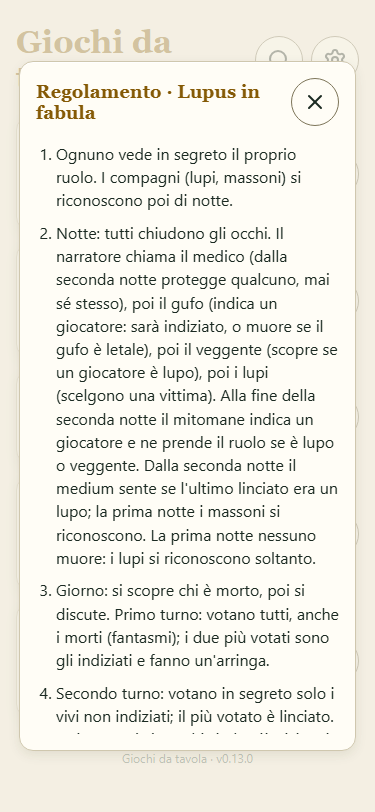 Giochi da
Regolamento · Lupus in
fabula
1. Ognuno vede in segreto il proprio
ruolo. I compagni (lupi, massoni) si
riconoscono poi di notte.
2. Notte: tutti chiudono gli occhi. Il
narratore chiama il medico (dalla
seconda notte protegge qualcuno, mai
sé stesso), poi il gufo (indica un
giocatore: sarà indiziato, o muore se il
gufo è letale), poi il veggente (scopre se
un giocatore è lupo), poi i lupi
(scelgono una vittima). Alla fine della
seconda notte il mitomane indica un
giocatore e ne prende il ruolo se è lupo
o veggente. Dalla seconda notte il
medium sente se l'ultimo linciato era un
lupo; la prima notte i massoni si
riconoscono. La prima notte nessuno
muore: i lupi si riconoscono soltanto.
3. Giorno: si scopre chi è morto, poi si
discute. Primo turno: votano tutti, anche
i morti (fantasmi); i due più votati sono
gli indiziati e fanno un'arringa.
4. Secondo turno: votano in segreto solo i
vivi non indiziati; il più votato è linciato.
Giochi da tavola · v0.13.0